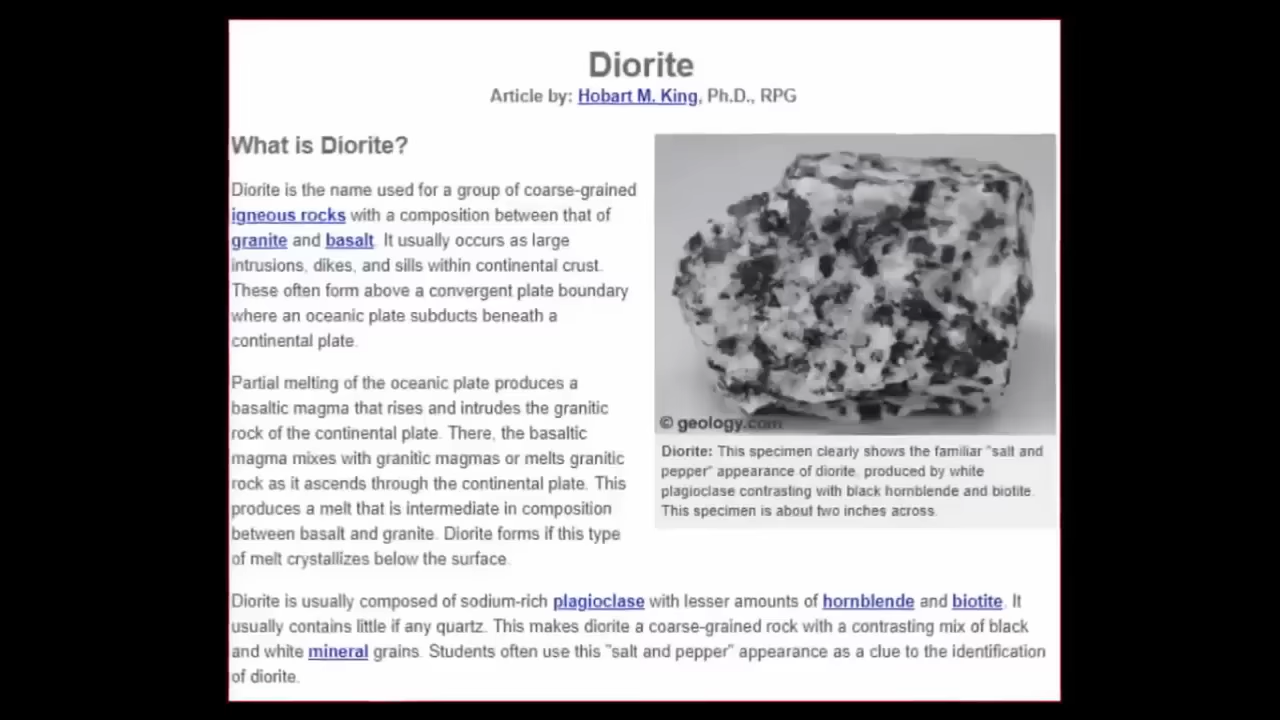 Diorite
Article by: Hobart M. King, Ph.D., RPG
What is Diorite?
Diorite is the name used for a group of coarse-grained
igneous rocks with a composition between that of
granite and basalt. It usually occurs as large
intrusions, dikes, and sills within continental crust.
These often form above a convergent plate boundary
where an oceanic plate subducts beneath a
continental plate.
Partial melting of the oceanic plate produces a
basaltic magma that rises and intrudes the granitic
rock of the continental plate. There, the basaltic
magma mixes with granitic magmas or melts granitic
rock as it ascends through the continental plate. This
produces a melt that is intermediate in composition
between basalt and granite. Diorite forms if this type
of melt crystallizes below the surface.
© geology.com
Diorite: This specimen clearly shows the familiar "salt and
pepper" appearance of diorite, produced by white
plagioclase contrasting with black hornblende and biotite.
This specimen is about two inches across.
Diorite is usually composed of sodium-rich plagioclase with lesser amounts of hornblende and biotite. It
usually contains little if any quartz. This makes diorite a coarse-grained rock with a contrasting mix of black
and white mineral grains. Students often use this "salt and pepper" appearance as a clue to the identification
of diorite.